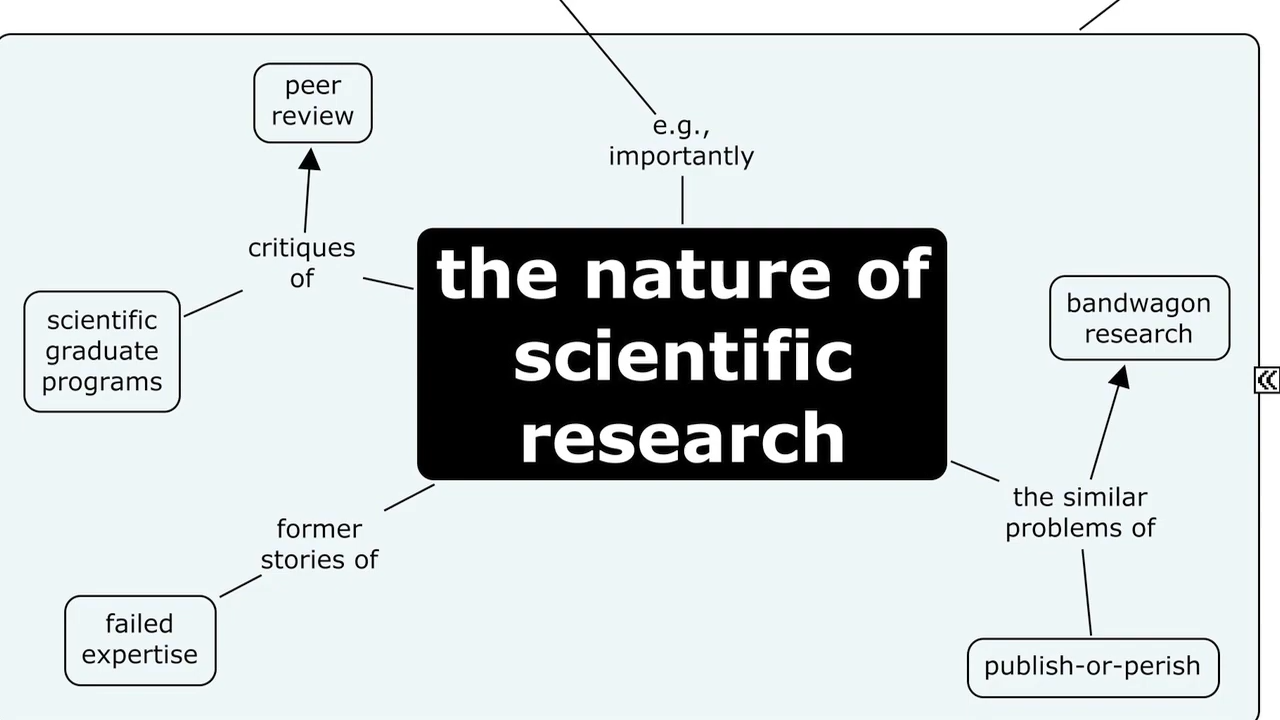 peer
review
e.g.,
importantly
critiques
of
the nature of
scientific
research
scientific
graduate
programs
bandwagon
research
the similar
problems of
former
stories of
failed
expertise
publish-or-perish